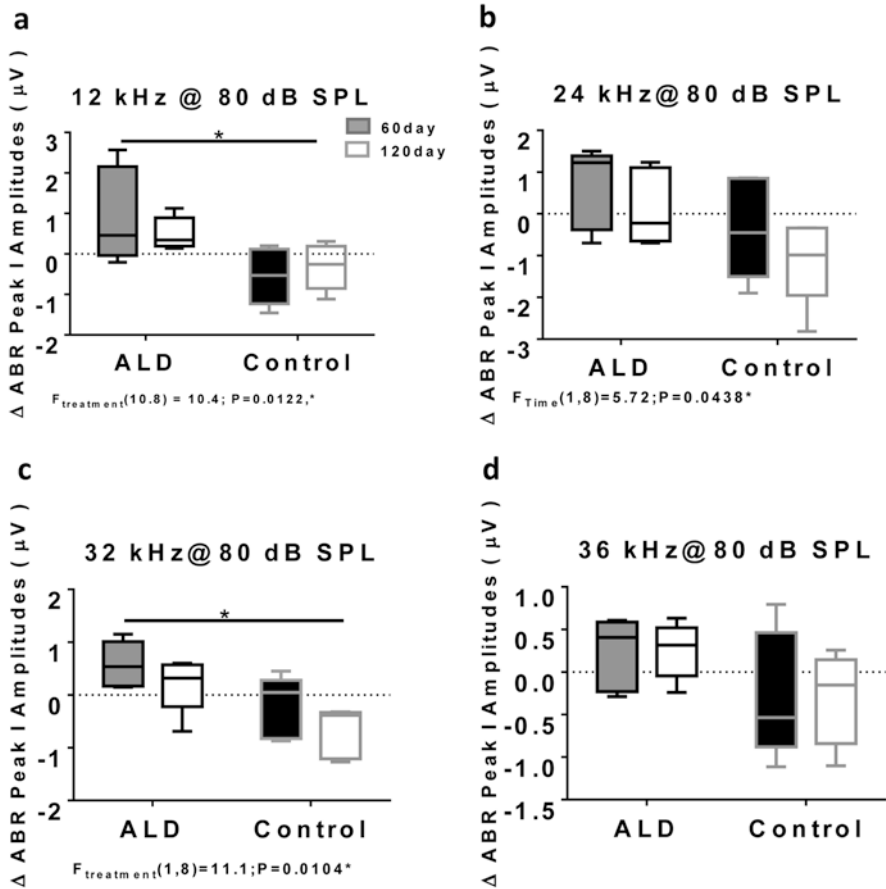 a
12 kHz @ 80 dB SPL
Δ ABR Peak I Amplitudes (μV)
3
2
1
0
-1
-2
*
60day
120day
ALD Control
Ftreatment(10.8) = 10.4; P=0.0122,*
b
24 kHz@ 80 dB SPL
Δ ABR Peak I Amplitudes (μV)
2
1
0
-1
-2
-3
ALD Control
FTime(1,8)=5.72;P=0.0438*
c
32 kHz@ 80 dB SPL
Δ ABR Peak I Amplitudes (μV)
2
1
0
-1
-2
*
ALD Control
Ftreatment(1,8)=11.1;P=0.0104*
d
36 kHz@ 80 dB SPL
Δ ABR Peak I Amplitudes (μV)
1.0
0.5
0.0
-0.5
-1.0
-1.5
ALD Control